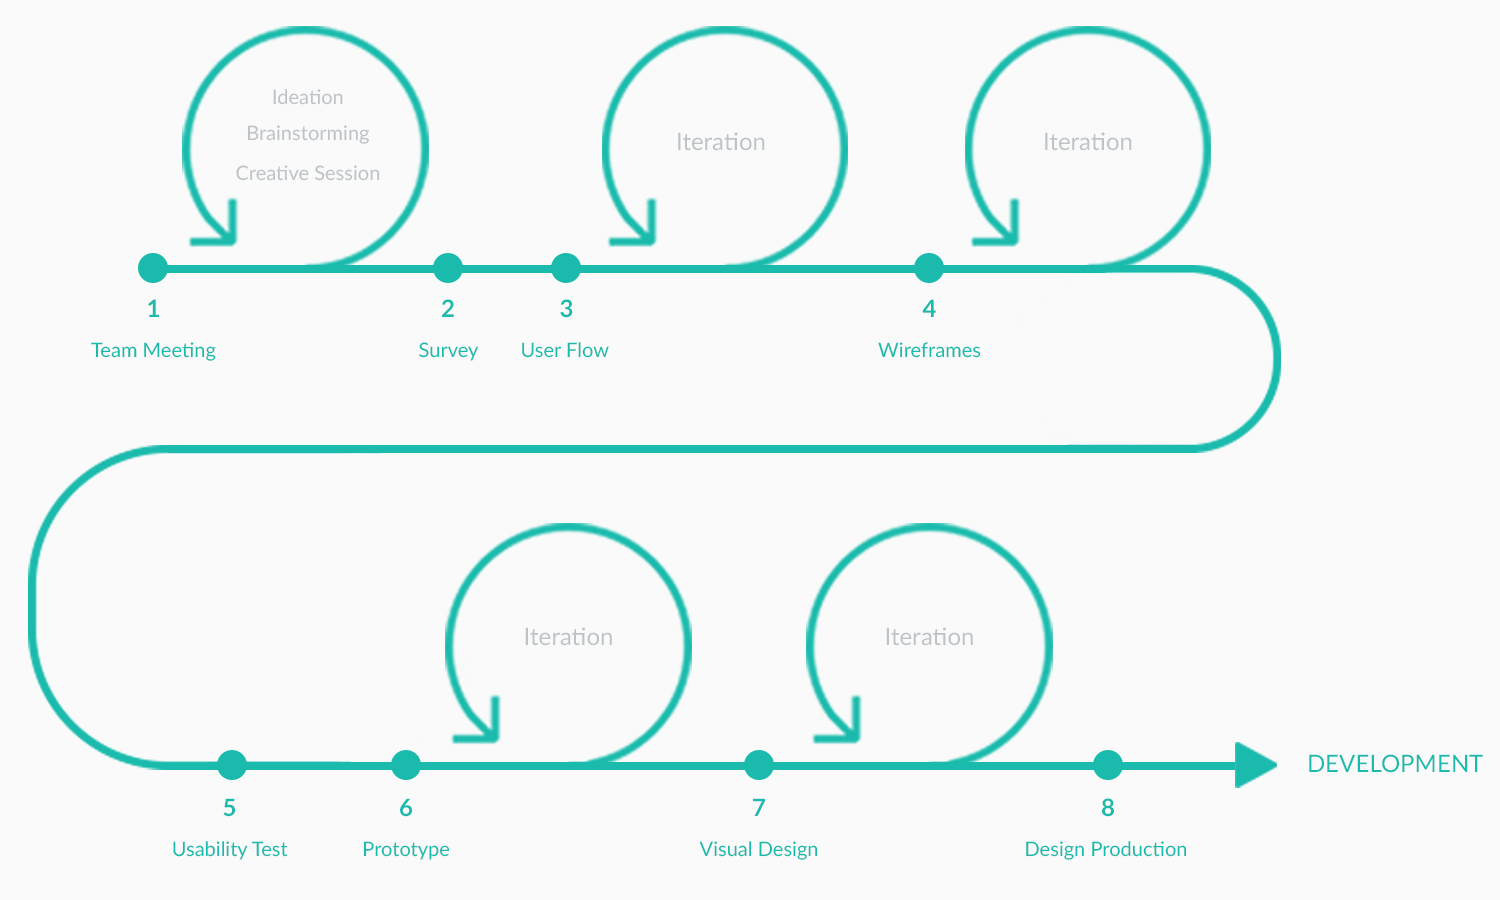 Ideation
Brainstorming
Creative Session
Iteration
Iteration
1
2
3
4
Team Meeting
Survey
User Flow
Wireframes
Iteration
Iteration
DEVELOPMENT
5
6
7
8
Usability Test
Prototype
Visual Design
Design Production